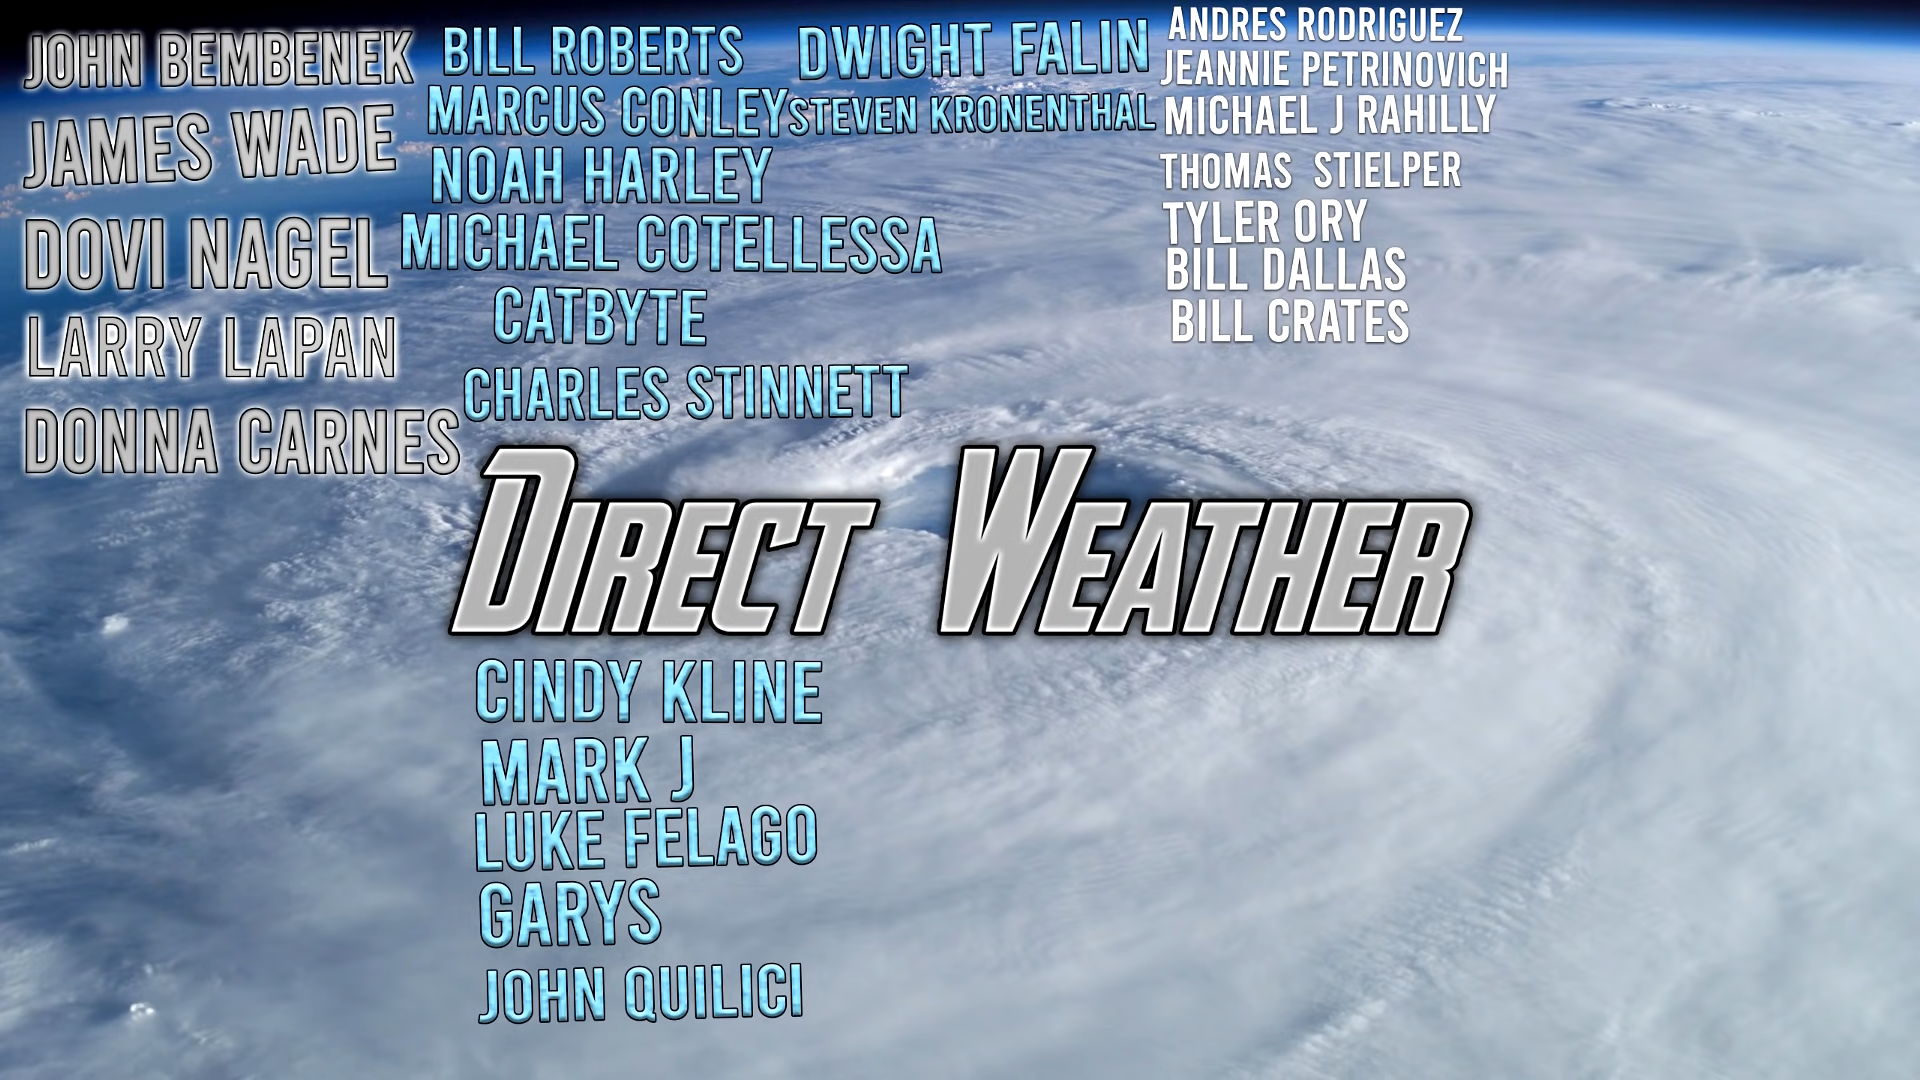 JOHN BEMBENEK
JAMES WADE
DOVI NAGEL
LARRY LAPAN
DONNA CARNES
BILL ROBERTS
MARCUS CONLEY
NOAH HARLEY
MICHAEL COTELLESSA
CATBYTE
CHARLES STINNETT
DWIGHT FALIN
STEVEN KRONENTHAL
ANDRES RODRIGUEZ
JEANNIE PETRINOVICH
MICHAEL J RAHILLY
THOMAS STIELPER
TYLER ORY
BILL DALLAS
BILL CRATES
DIRECT WEATHER
CINDY KLINE
MARK J
LUKE FELAGO
GARYS
JOHN QUILICI